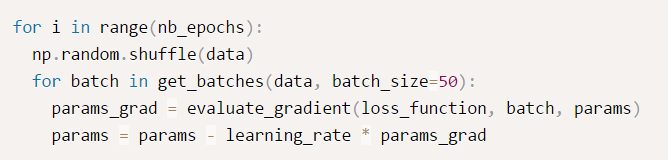 for i in range(nb_epochs):
  np.random.shuffle(data)
  for batch in get_batches(data, batch_size=50):
    params_grad = evaluate_gradient(loss_function, batch, params)
    params = params - learning_rate * params_grad